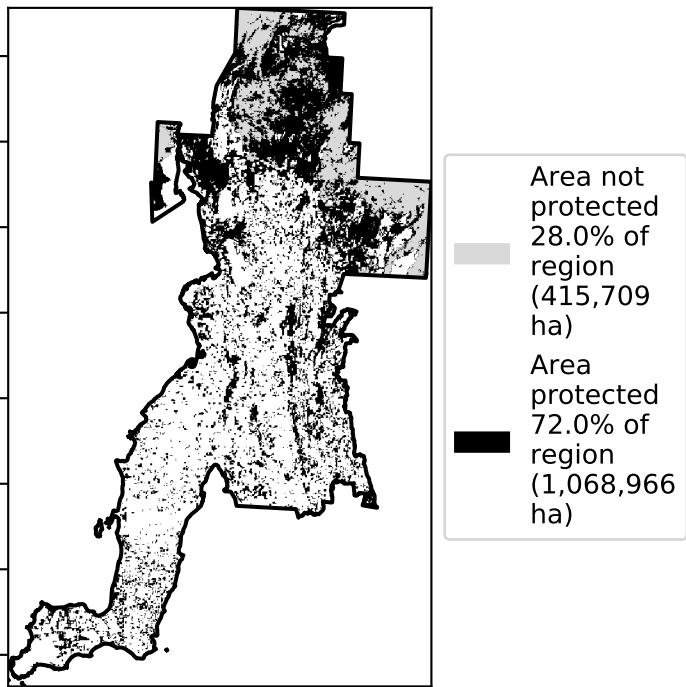 Area not
protected
28.0% of
region
(415,709
ha)
Area
protected
72.0% of
region
(1,068,966
ha)